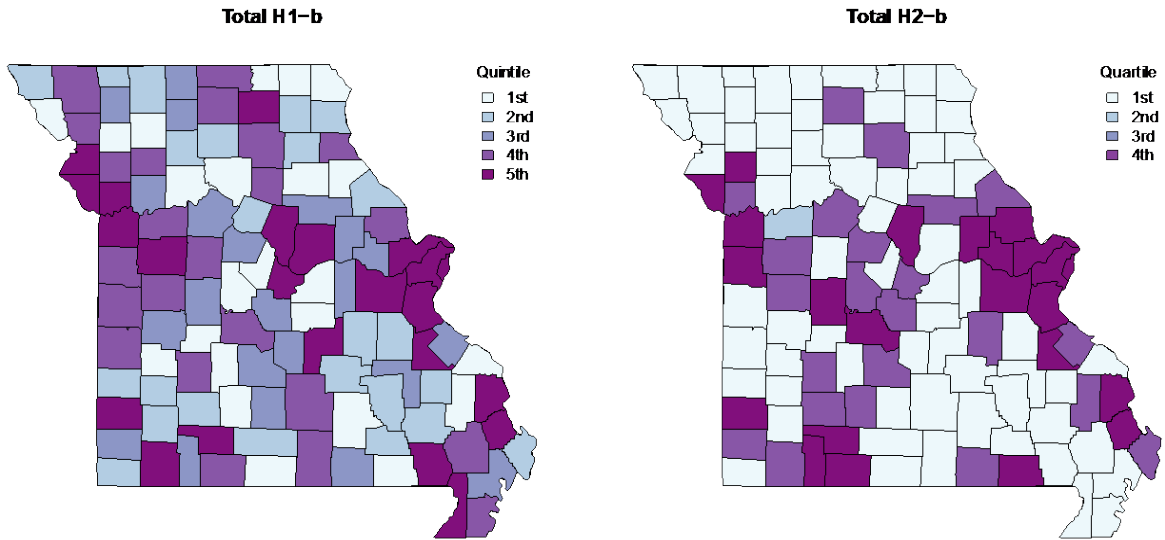 Total H1-b
Quintile
1st
2nd
3rd
4th
5th
Total H2-b
Quartile
1st
2nd
3rd
4th